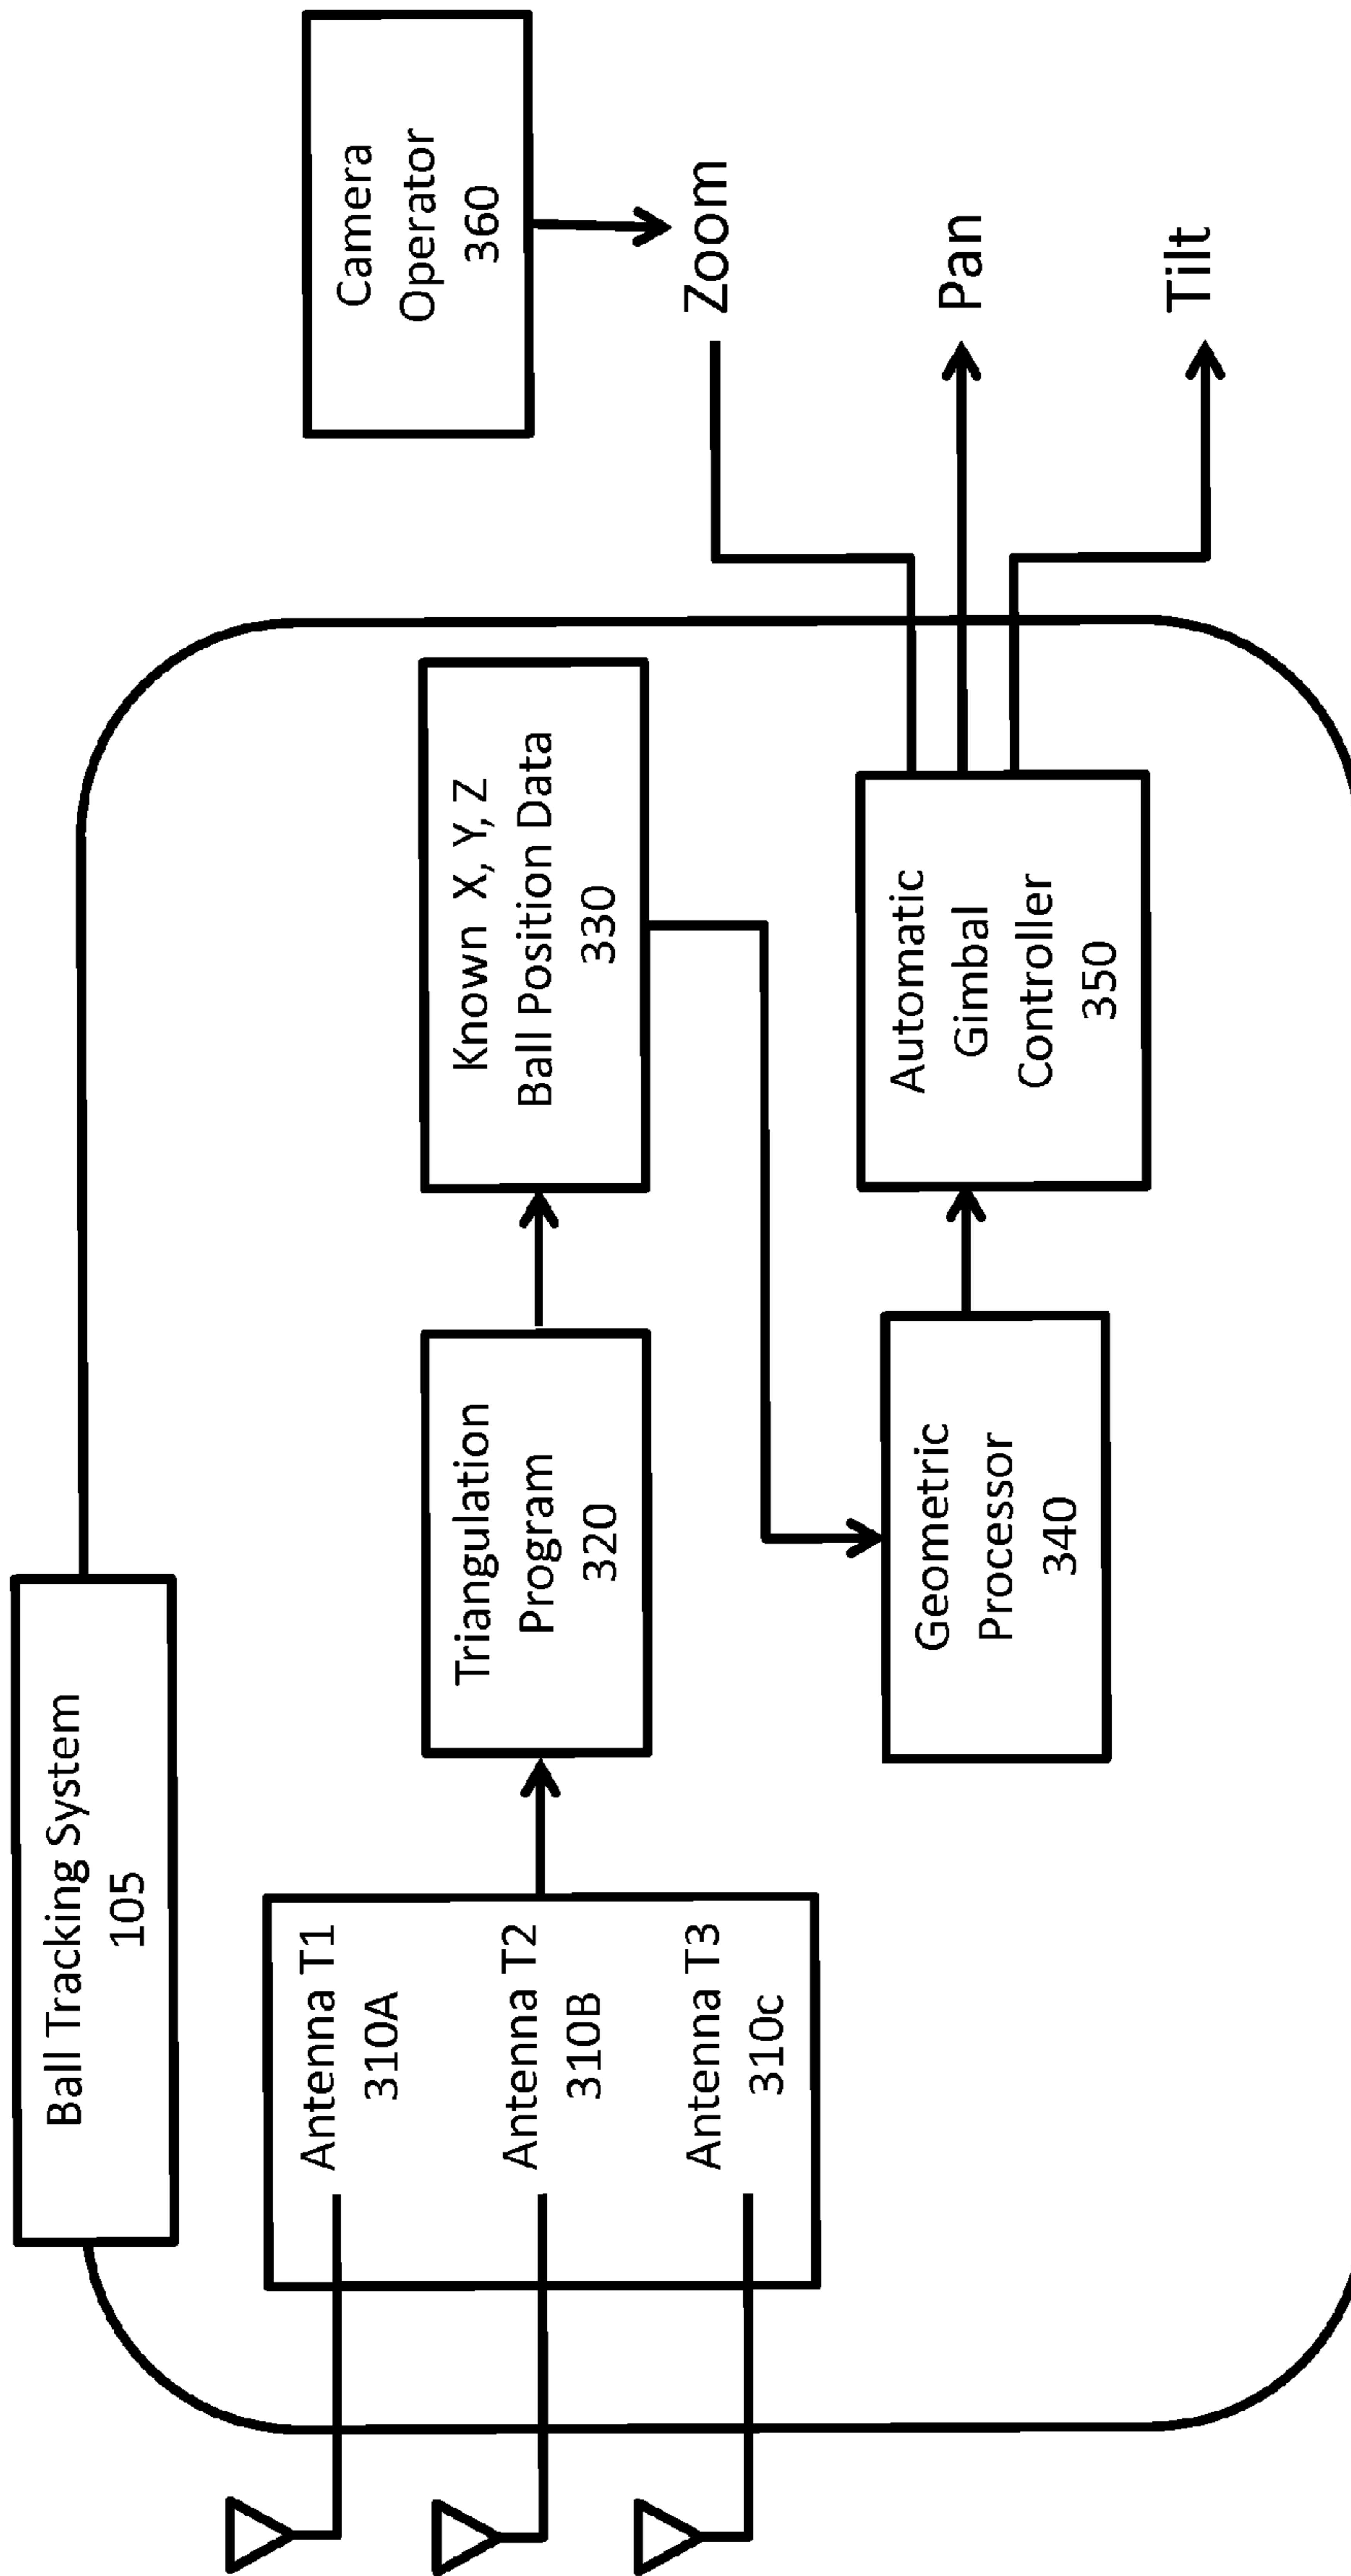 Ball Tracking System
105
Antenna T1
310A
Antenna T2
310B
Antenna T3
310c
Triangulation
Program
320
Known X, Y, Z
Ball Position Data
330
Geometric
Processor
340
Automatic
Gimbal
Controller
350
Camera
Operator
360
Zoom
Pan
Tilt